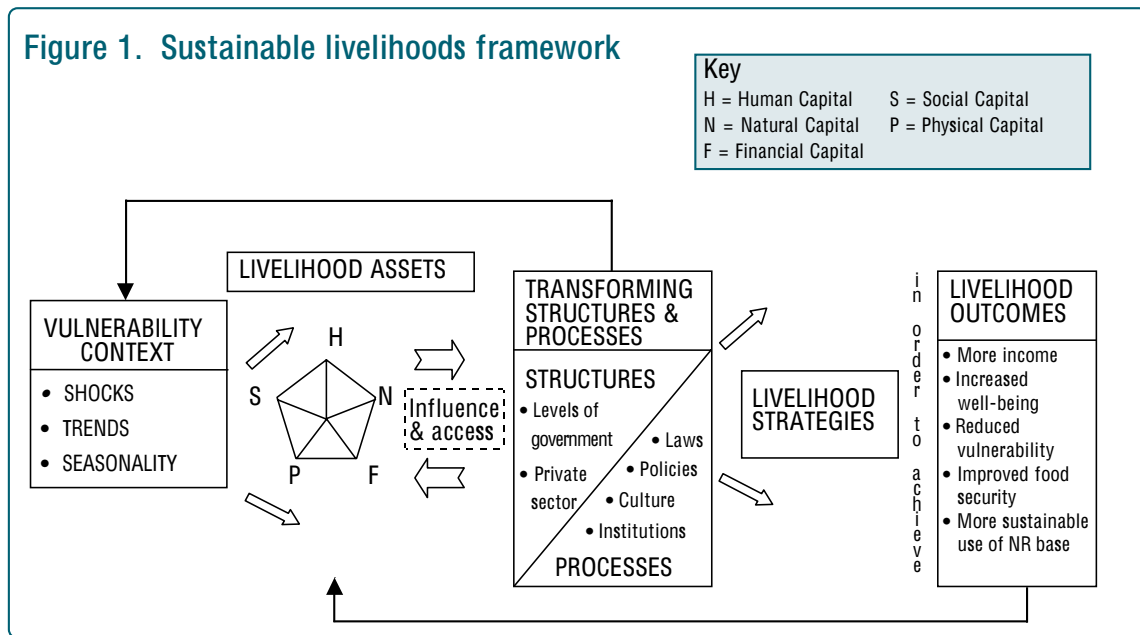 Figure 1. Sustainable livelihoods framework
Key
H = Human Capital S = Social Capital
N = Natural Capital P = Physical Capital
F = Financial Capital
VULNERABILITY
CONTEXT
• SHOCKS
• TRENDS
• SEASONALITY
LIVELIHOOD ASSETS
H
S
N
P
F
Influence
& access
TRANSFORMING
STRUCTURES &
PROCESSES
STRUCTURES
• Levels of
government
• Private
sector
• Laws
• Policies
• Culture
• Institutions
PROCESSES
LIVELIHOOD
STRATEGIES
in order to achieve
LIVELIHOOD
OUTCOMES
• More income
• Increased
well-being
• Reduced
vulnerability
• Improved food
security
• More sustainable
use of NR base